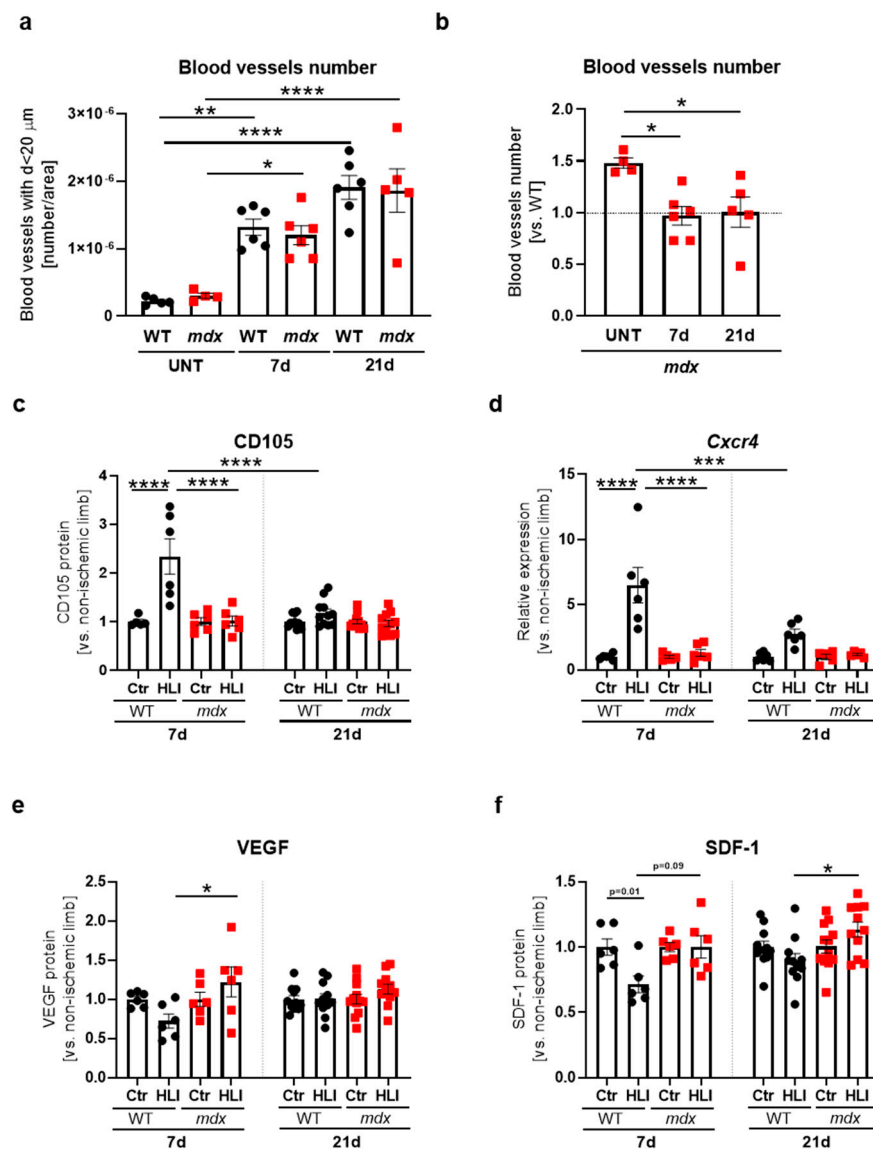 a
Blood vessels number
Blood vessels with d<20 μm
[number/area]
3×10-6
2×10-6
1×10-6
0
**
****
****
*
WT mdx WT mdx WT mdx
UNT 7d 21d
b
Blood vessels number
Blood vessels number
[vs. WT]
2.0
1.5
1.0
0.5
0.0
*
*
UNT 7d 21d
mdx
c
CD105
CD105 protein
[vs. non-ischemic limb]
4
3
2
1
0
****
**** ****
Ctr HLI Ctr HLI Ctr HLI Ctr HLI
WT mdx WT mdx
7d 21d
d
Cxcr4
Relative expression
[vs. non-ischemic limb]
15
10
5
0
***
**** ****
Ctr HLI Ctr HLI Ctr HLI Ctr HLI
WT mdx WT mdx
7d 21d
e
VEGF
VEGF protein
[vs. non-ischemic limb]
2.5
2.0
1.5
1.0
0.5
0.0
*
Ctr HLI Ctr HLI Ctr HLI Ctr HLI
WT mdx WT mdx
7d 21d
f
SDF-1
SDF-1 protein
[vs. non-ischemic limb]
1.5
1.0
0.5
0.0
p=0.01
p=0.09
*
Ctr HLI Ctr HLI Ctr HLI Ctr HLI
WT mdx WT mdx
7d 21d